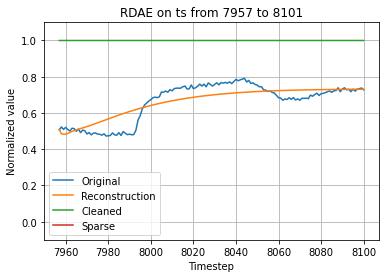 RDAE on ts from 7957 to 8101
Normalized value
1.0
0.8
0.6
0.4
0.2
0.0
Original
Reconstruction
Cleaned
Sparse
7960 7980 8000 8020 8040 8060 8080 8100
Timestep